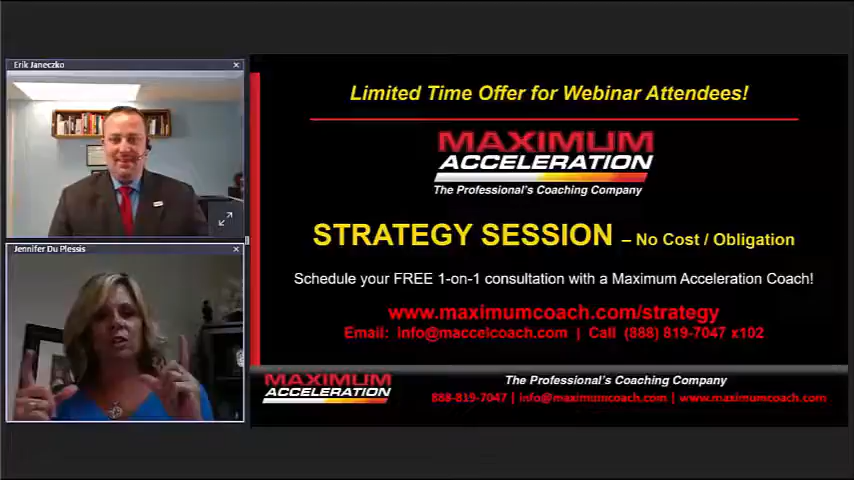 Erik Janeczko
Jennifer Du Plessis
Limited Time Offer for Webinar Attendees!
MAXIMUM
ACCELERATION
The Professional's Coaching Company
STRATEGY SESSION – No Cost / Obligation
Schedule your FREE 1-on-1 consultation with a Maximum Acceleration Coach!
www.maximumcoach.com/strategy
Email: info@maccelcoach.com | Call (888) 819-7047 x102
MAXIMUM
ACCELERATION
The Professional's Coaching Company
888-819-7047 | info@maximumcoach.com | www.maximumcoach.com